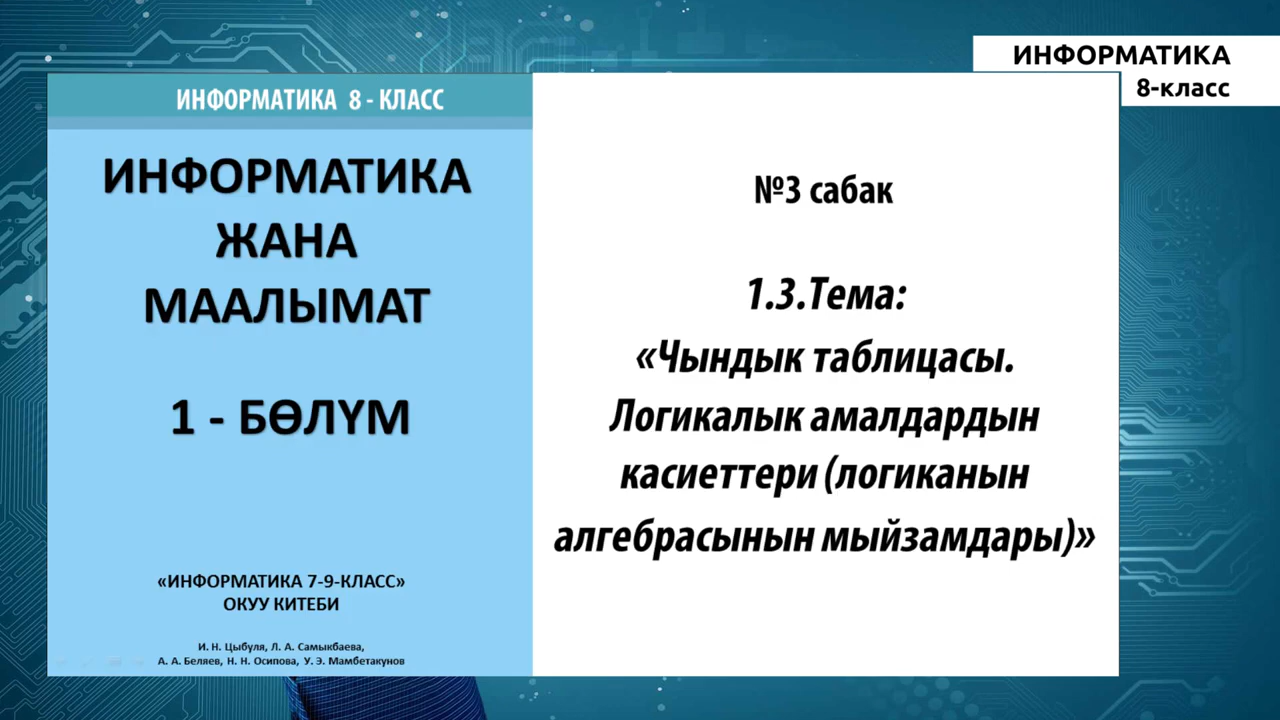 ИНФОРМАТИКА
8-класс
ИНФОРМАТИКА 8 - КЛАСС
ИНФОРМАТИКА
ЖАНА
МААЛЫМАТ
1 - БӨЛҮМ
«ИНФОРМАТИКА 7-9-КЛАСС»
ОКУУ КИТЕБИ
И. Н. Цыбуля, Л. А. Самыкбаева,
А. А. Беляев, Н. Н. Осипова, У. Э. Мамбетакунов
№3 сабак
1.3.Тема:
«Чындык таблицасы.
Логикалык амалдардын
касиеттери (логиканын
алгебрасынын мыйзамдары)»